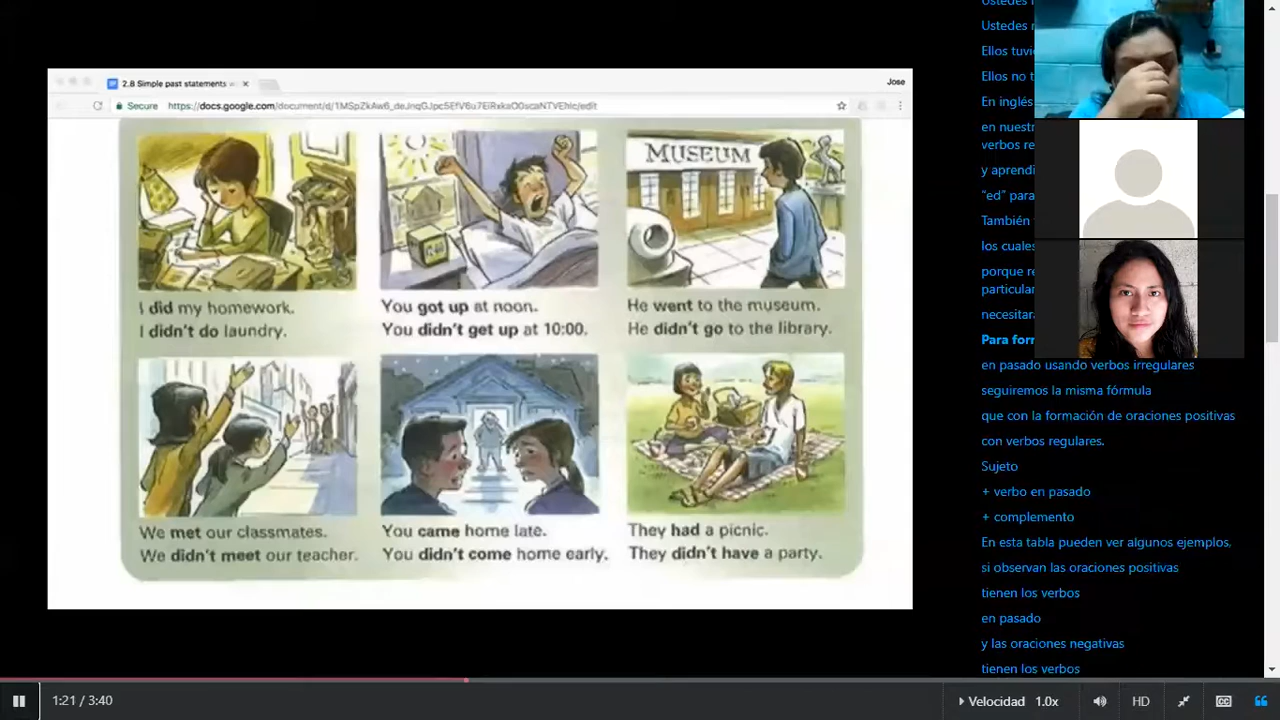 2.8 Simple past statements
Jose
Secure
https://docs.google.com/document/d/
MUSEUM
I did my homework.
I didn't do laundry.
You got up at noon.
You didn't get up at 10:00.
He went to the museum.
He didn't go to the library.
We met our classmates.
We didn't meet our teacher.
You came home late.
You didn't come home early.
They had a picnic.
They didn't have a party.
Ustedes
Ellos
Ellos no
En inglés
en nuestr
verbos re
y aprendi
"ed" para
También
los cuales
porque re
particular
necesitará
Para for
en pasado usando verbos irregulares
seguiremos la misma fórmula
que con la formación de oraciones positivas
con verbos regulares.
Sujeto
+ verbo en pasado
+ complemento
En esta tabla pueden ver algunos ejemplos,
si observan las oraciones positivas
tienen los verbos
en pasado
y las oraciones negativas
tienen los verbos
1:21 / 3:40
Velocidad 1.0x
HD
CC